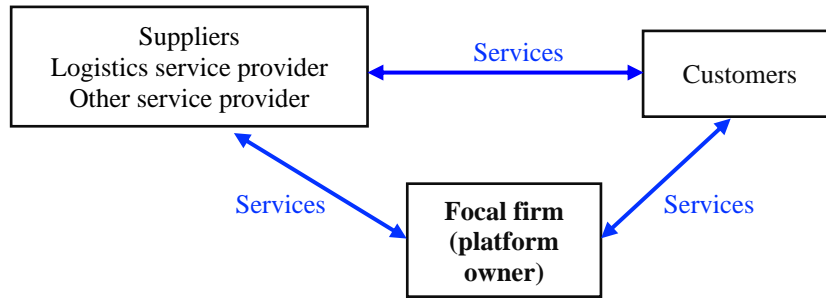 Suppliers
Logistics service provider
Other service provider
Services
Customers
Services
Focal firm
(platform
owner)
Services